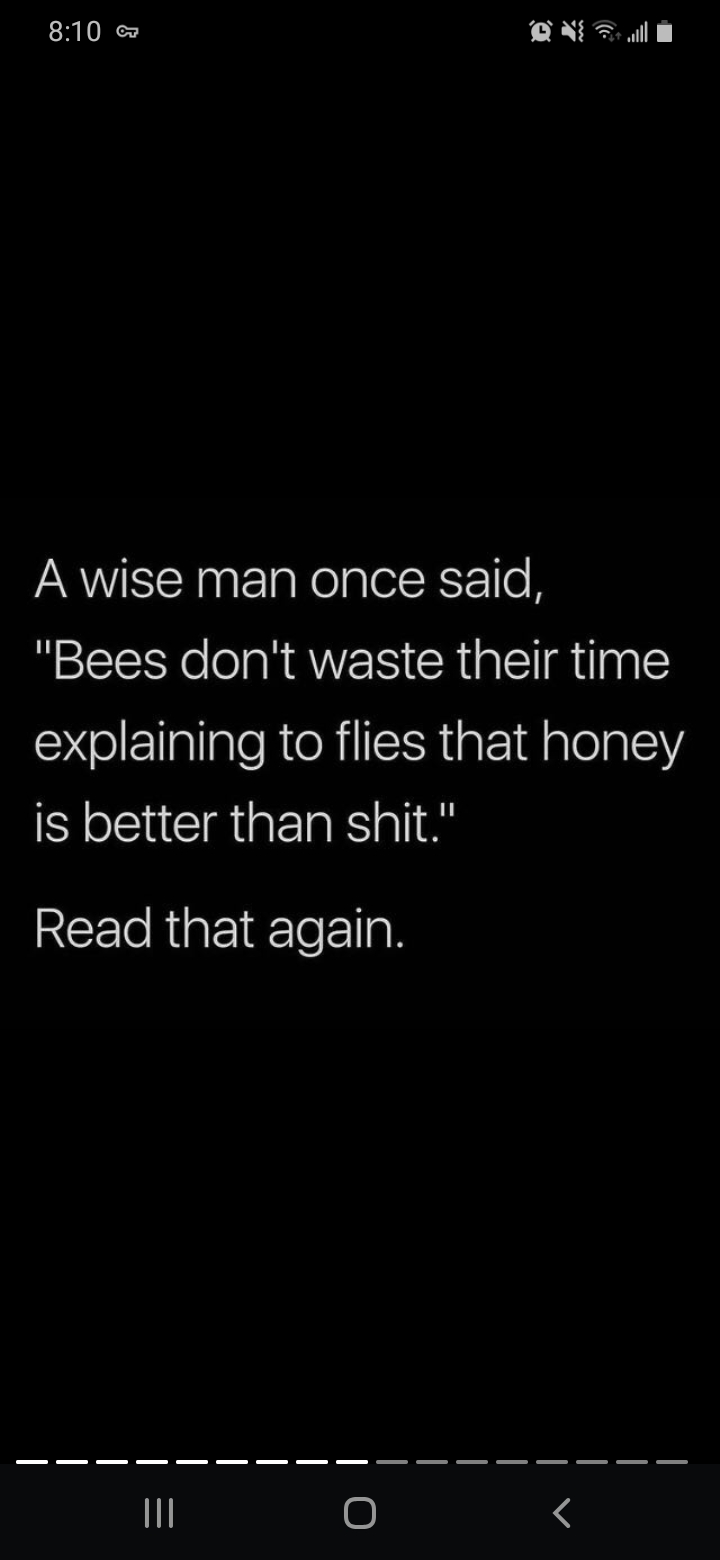 8:10
A wise man once said,
"Bees don't waste their time
explaining to flies that honey
is better than shit."
Read that again.